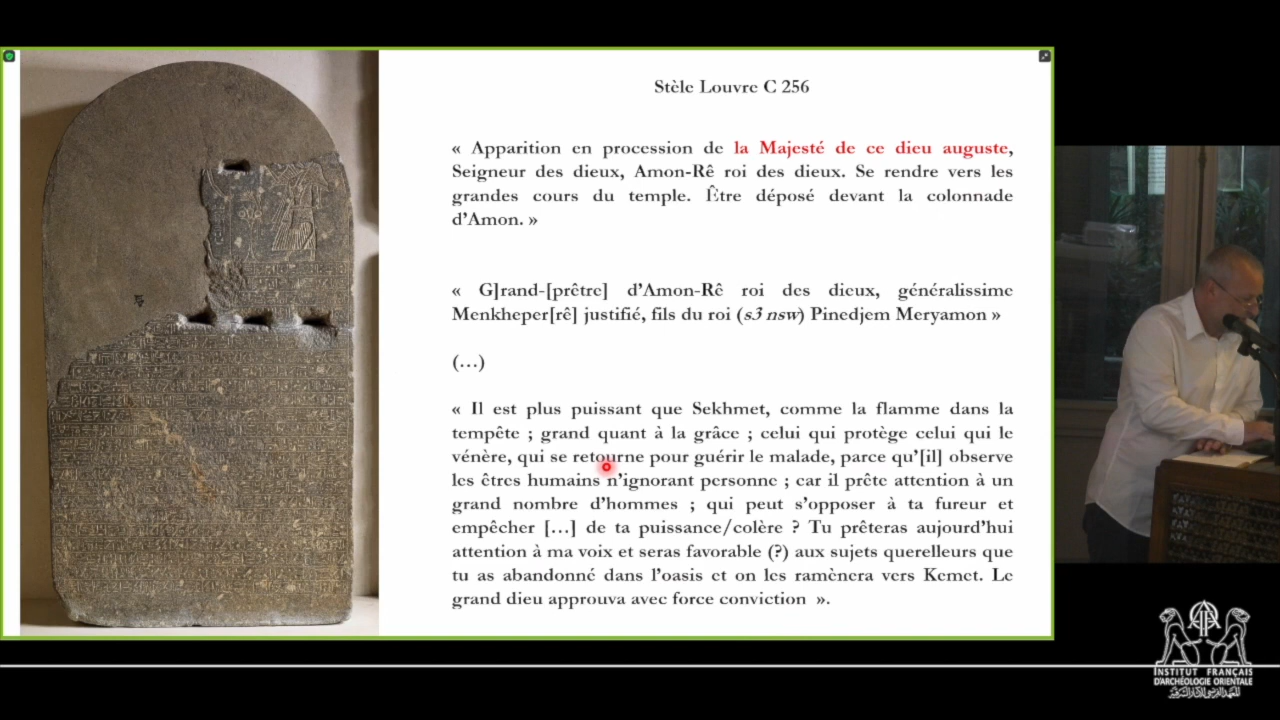 Stèle Louvre C 256
« Apparition en procession de la Majesté de ce dieu auguste,
Seigneur des dieux, Amon-Rê roi des dieux. Se rendre vers les
grandes cours du temple. Être déposé devant la colonnade
d'Amon. »
« G]rand-[prêtre] d'Amon-Rê roi des dieux, généralissime
Menkheper[rê] justifié, fils du roi (s3 nsw) Pinedjem Meryamon »
(…)
« Il est plus puissant que Sekhmet, comme la flamme dans la
tempête ; grand quant à la grâce ; celui qui protège celui qui le
vénère, qui se retourne pour guérir le malade, parce qu'[il] observe
les êtres humains n'ignorant personne ; car il prête attention à un
grand nombre d'hommes ; qui peut s'opposer à ta fureur et
empêcher […] de ta puissance/colère ? Tu prêteras aujourd'hui
attention à ma voix et seras favorable (?) aux sujets querelleurs que
tu as abandonné dans l'oasis et on les ramènera vers Kemet. Le
grand dieu approuva avec force conviction ».
INSTITUT FRANÇAIS
D'ARCHÉOLOGIE ORIENTALE
المعهد الفرنسى للآثار الشرقية